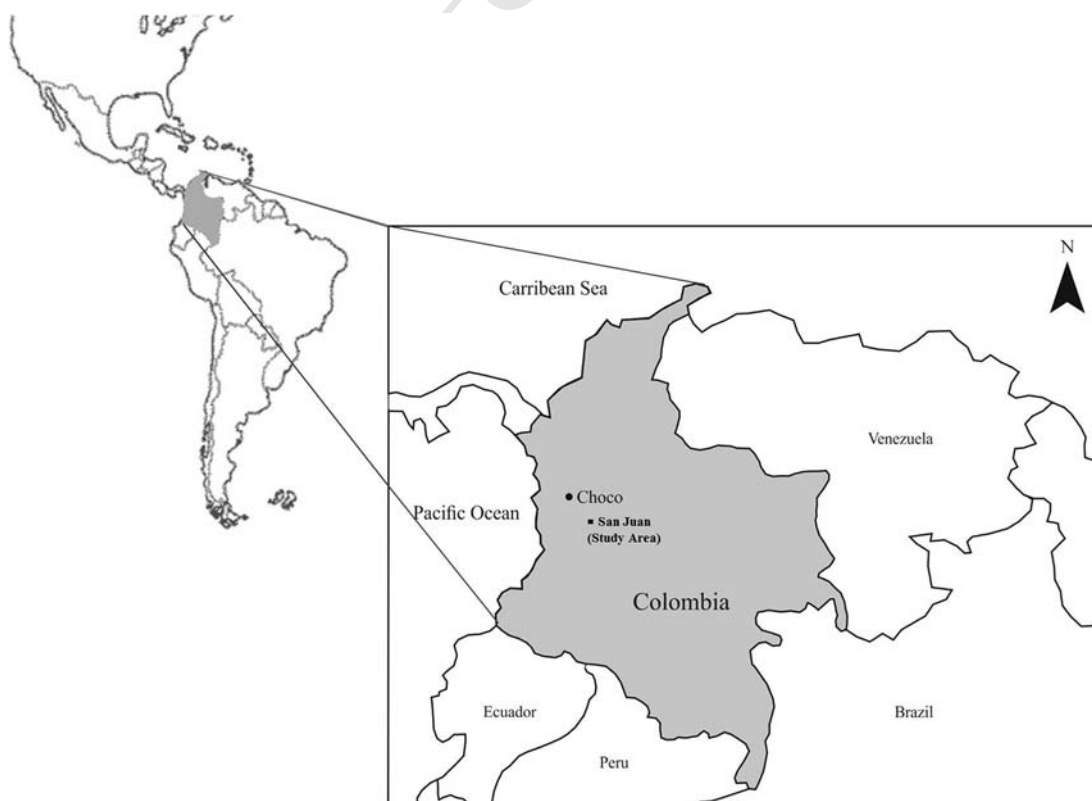 N
Carribean Sea
Venezuela
Choco
Pacific Ocean
San Juan
(Study Area)
Colombia
Ecuador
Brazil
Peru